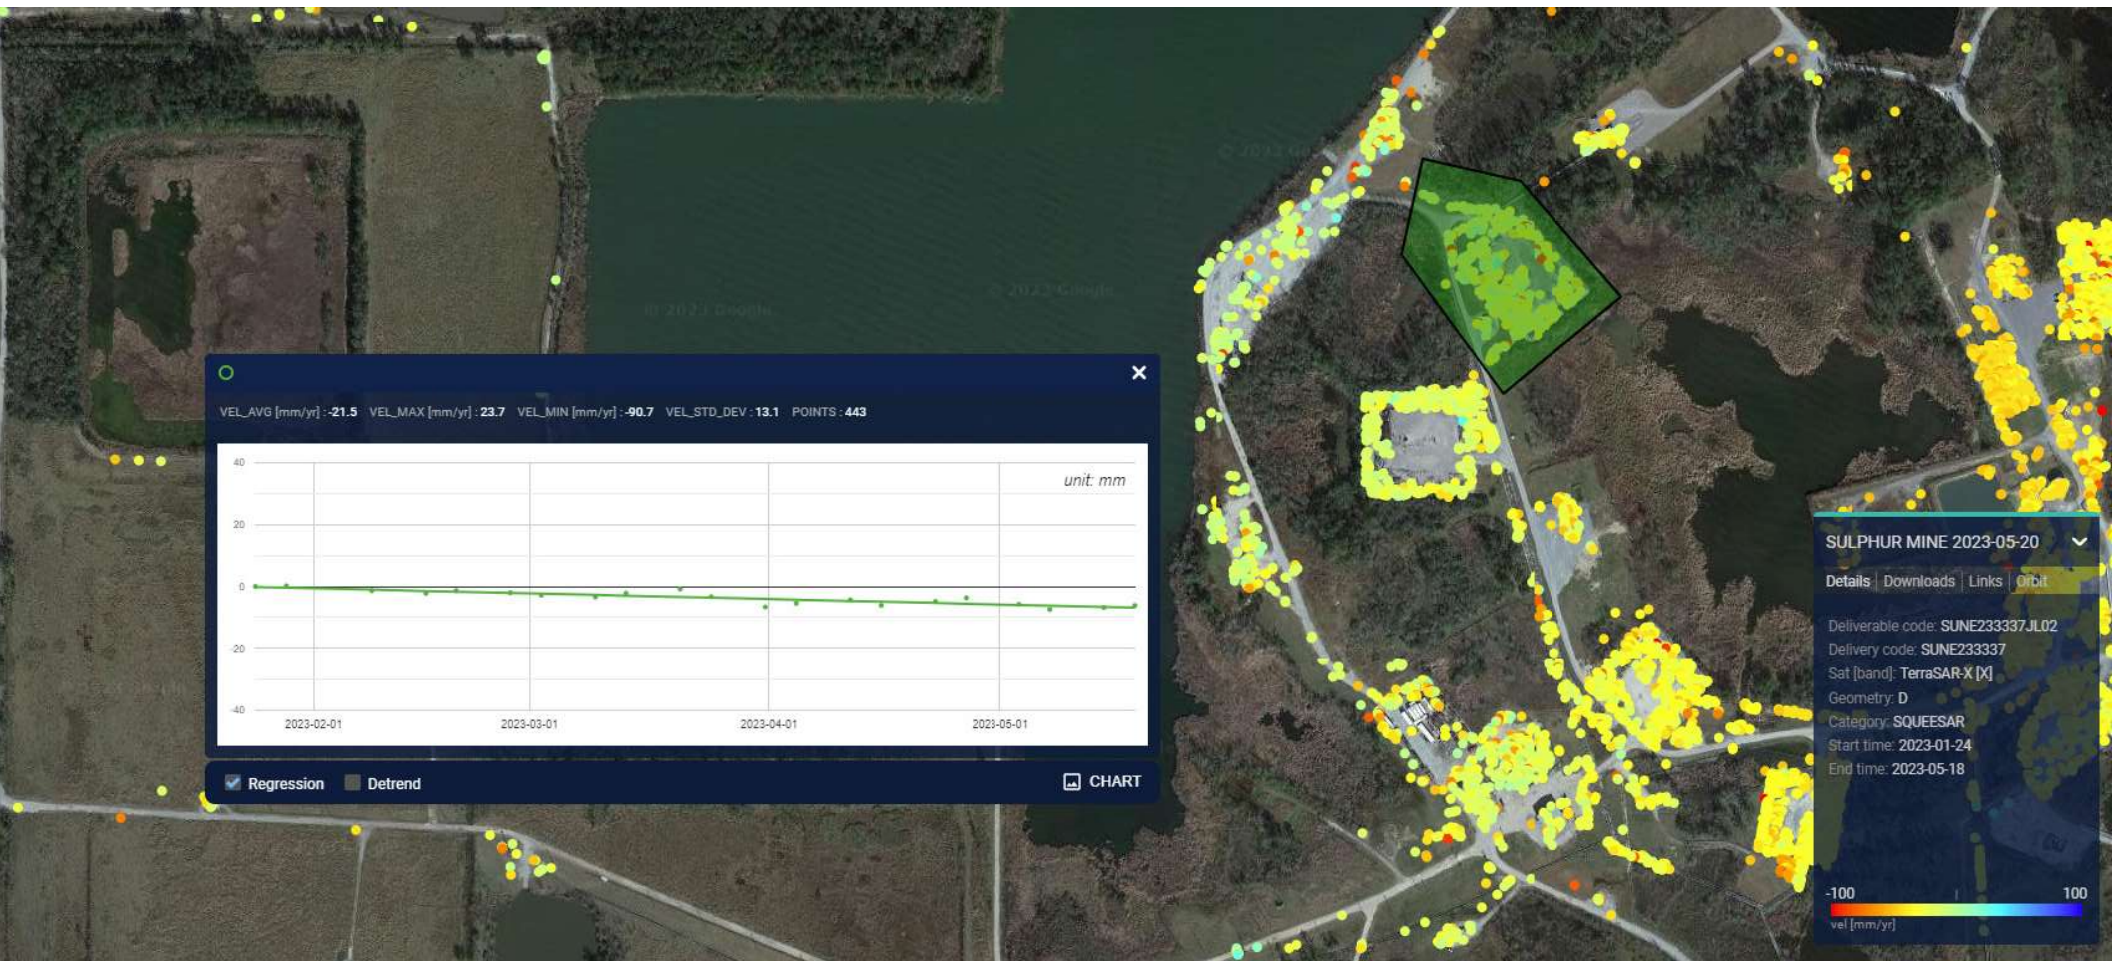 © 2023 Google
© 2023 Google
VEL_AVG [mm/yr] : -21.5 VEL_MAX [mm/yr] : 23.7 VEL_MIN [mm/yr] : -90.7 VEL_STD_DEV : 13.1 POINTS : 443
unit: mm
40
20
0
-20
-40
2023-02-01 2023-03-01 2023-04-01 2023-05-01
Regression Detrend CHART
SULPHUR MINE 2023-05-20
Details | Downloads | Links | Orbit
Deliverable code: SUNE233337JL02
Delivery code: SUNE233337
Sat [band]: TerraSAR-X [X]
Geometry: D
Category: SQUEESAR
Start time: 2023-01-24
End time: 2023-05-18
-100 100
vel [mm/yr]